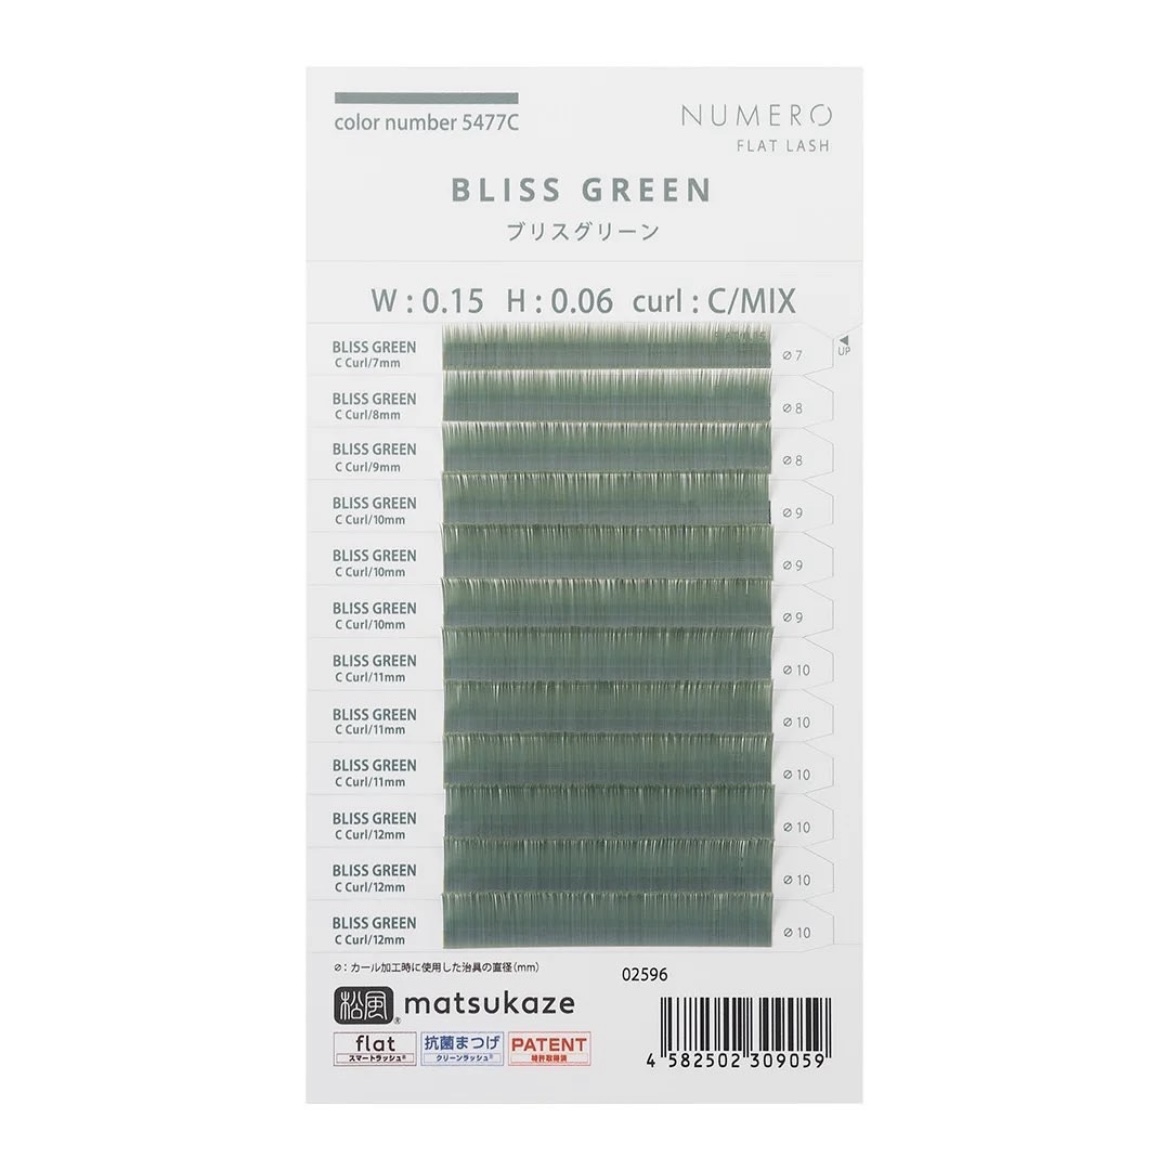 color number 5477C
NUMERO
FLAT LASH
BLISS GREEN
ブリスグリーン
W : 0.15 H : 0.06 curl : C/MIX
BLISS GREEN
C Curl/7mm
⌀ 7
UP
BLISS GREEN
C Curl/8mm
⌀ 8
BLISS GREEN
C Curl/9mm
⌀ 8
BLISS GREEN
C Curl/10mm
⌀ 9
BLISS GREEN
C Curl/10mm
⌀ 9
BLISS GREEN
C Curl/10mm
⌀ 9
BLISS GREEN
C Curl/11mm
⌀ 10
BLISS GREEN
C Curl/11mm
⌀ 10
BLISS GREEN
C Curl/11mm
⌀ 10
BLISS GREEN
C Curl/12mm
⌀ 10
BLISS GREEN
C Curl/12mm
⌀ 10
BLISS GREEN
C Curl/12mm
⌀ 10
⌀：カール加工時に使用した治具の直径(mm)
02596
松風® matsukaze
flat
スマートラッシュ®
抗菌まつげ
クリーンラッシュ®
PATENT
特許取得済
4 582502 309059